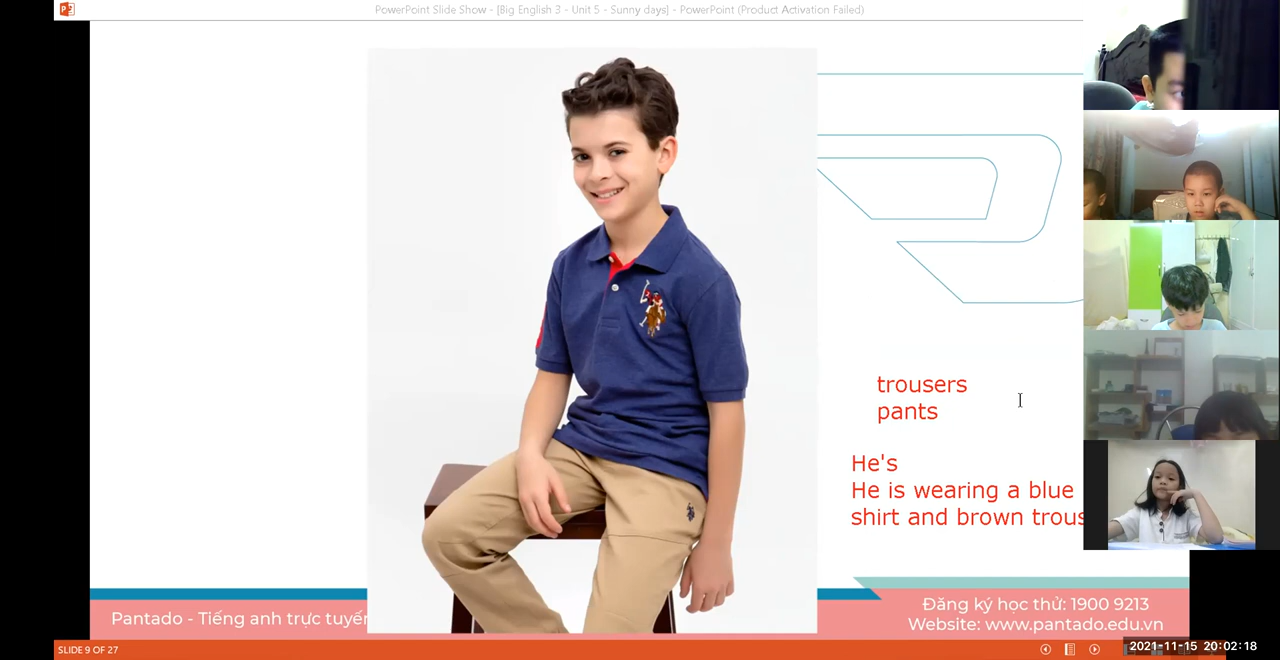 PowerPoint Slide Show - [Big English 3 - Unit 5 - Sunny days] - PowerPoint (Product Activation Failed)
trousers
pants
He's
He is wearing a blue
shirt and brown trous
Pantado - Tiếng anh trực tuyến
Đăng ký học thử: 1900 9213
Website: www.pantado.edu.vn
SLIDE 9 OF 27
2021-11-15 20:02:18